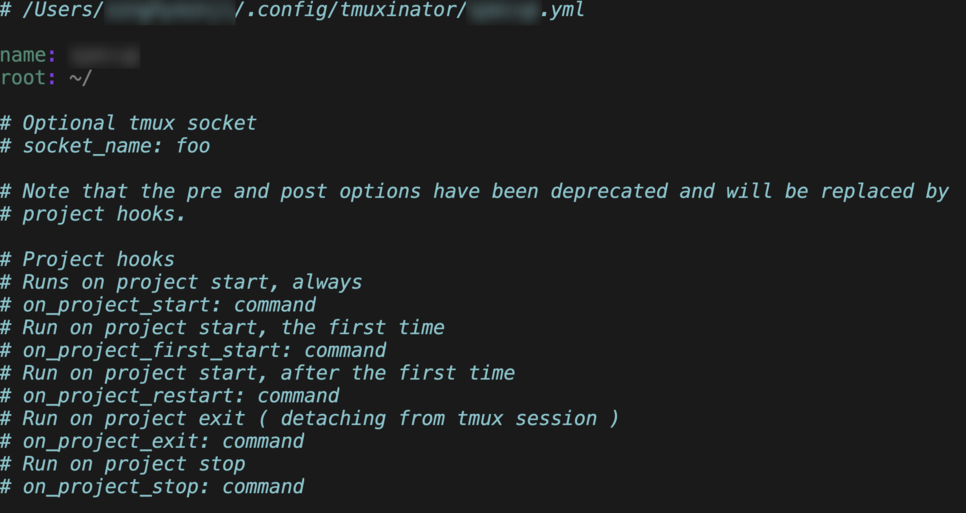 # /Users/ /.config/tmuxinator/ .yml
name:
root: ~/
# Optional tmux socket
# socket_name: foo
# Note that the pre and post options have been deprecated and will be replaced by
# project hooks.
# Project hooks
# Runs on project start, always
# on_project_start: command
# Run on project start, the first time
# on_project_first_start: command
# Run on project start, after the first time
# on_project_restart: command
# Run on project exit ( detaching from tmux session )
# on_project_exit: command
# Run on project stop
# on_project_stop: command